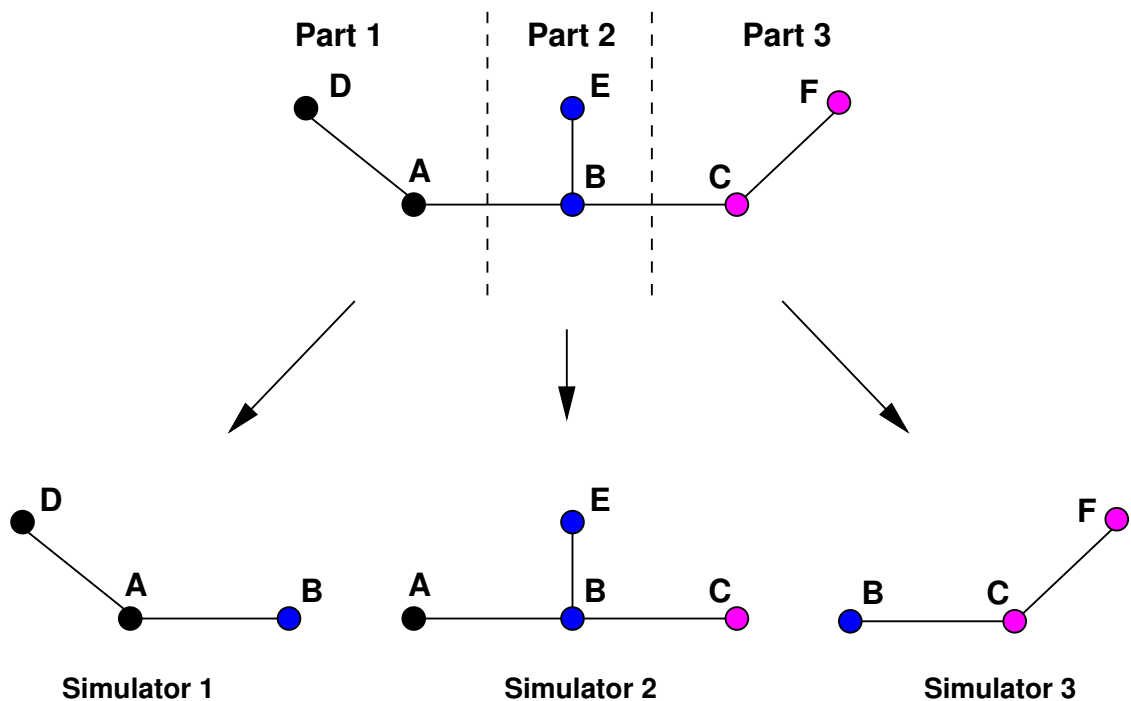 Part 1
Part 2
Part 3
D
E
F
A
B
C
D
E
F
A
B
A
B
C
B
C
Simulator 1
Simulator 2
Simulator 3